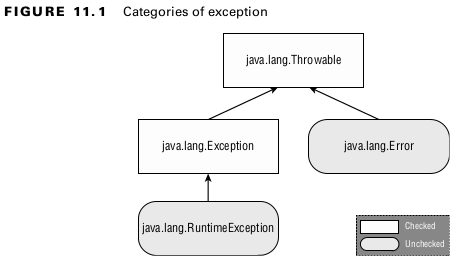 FIGURE 11.1 Categories of exception
java.lang.Throwable
java.lang.Exception
java.lang.Error
java.lang.RuntimeException
Checked
Unchecked